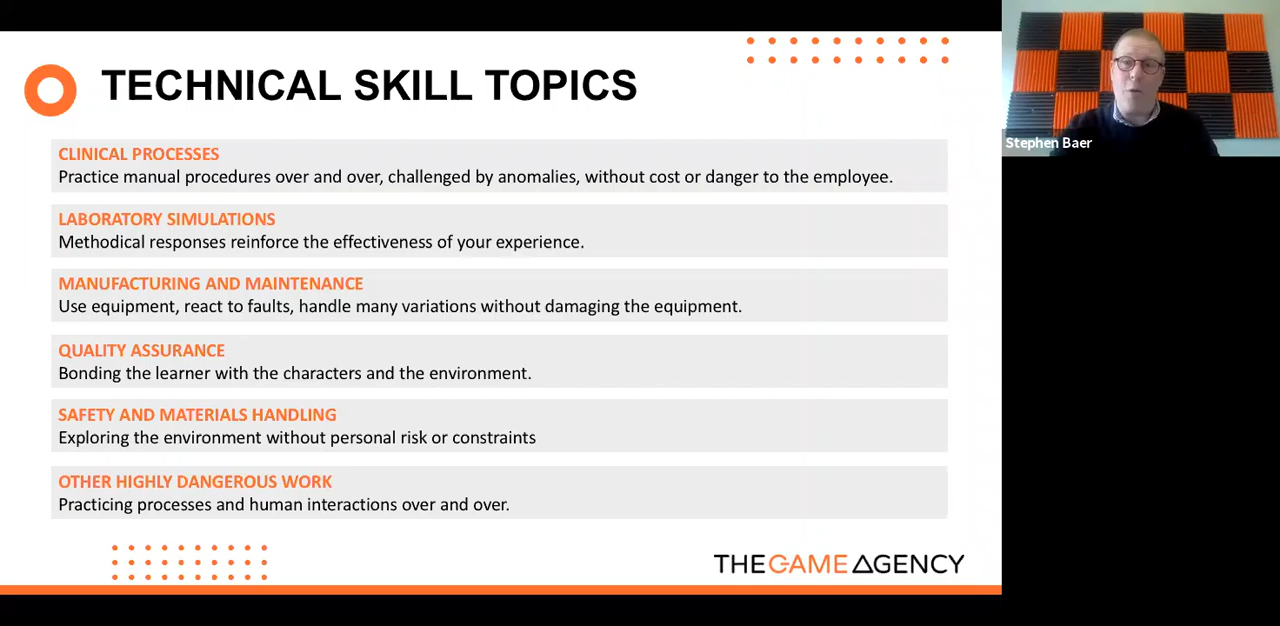 TECHNICAL SKILL TOPICS
CLINICAL PROCESSES
Practice manual procedures over and over, challenged by anomalies, without cost or danger to the employee.
LABORATORY SIMULATIONS
Methodical responses reinforce the effectiveness of your experience.
MANUFACTURING AND MAINTENANCE
Use equipment, react to faults, handle many variations without damaging the equipment.
QUALITY ASSURANCE
Bonding the learner with the characters and the environment.
SAFETY AND MATERIALS HANDLING
Exploring the environment without personal risk or constraints
OTHER HIGHLY DANGEROUS WORK
Practicing processes and human interactions over and over.
THEGAMEAGENCY
Stephen Baer